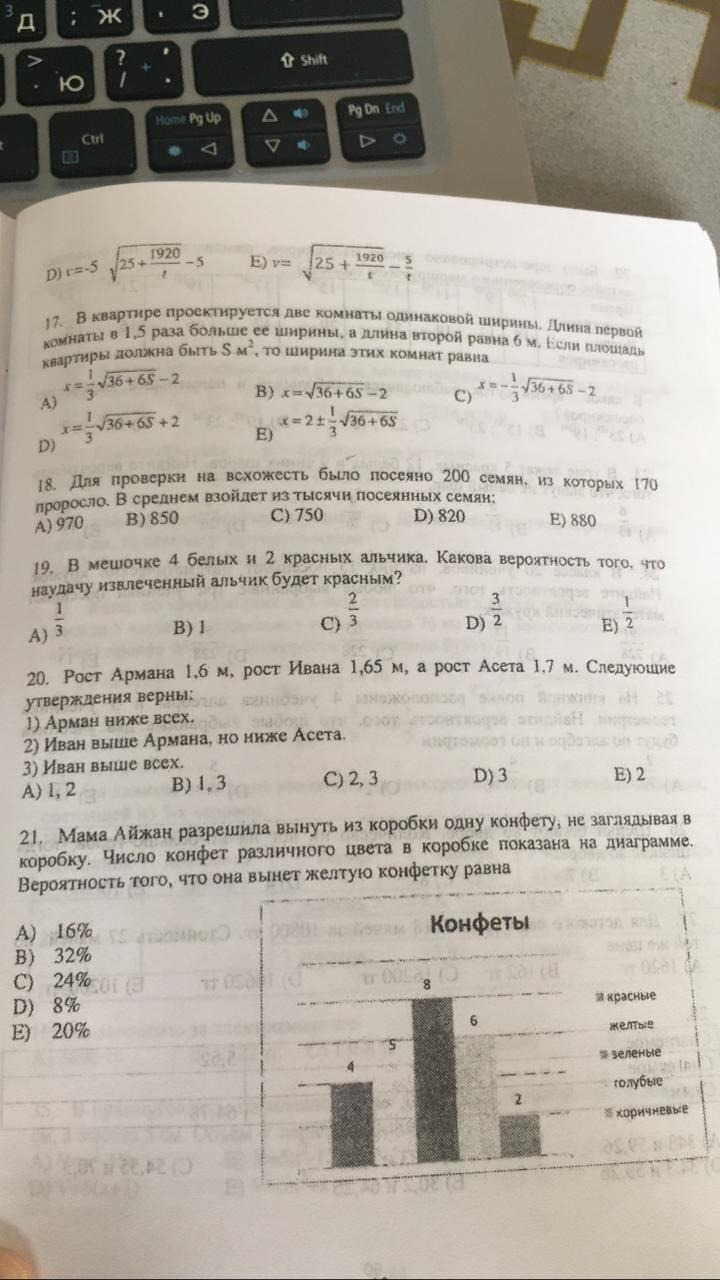 З Д
; Ж
Э
> . Ю
? / + .
⇧ Shift
Ctrl
Home Pg Up
Pg Dn End
D) v=-5 √25+1920/t -5
E) v= √25+1920/t - 5/t
17. В квартире проектируется две комнаты одинаковой ширины. Длина первой
комнаты в 1,5 раза больше ее ширины, а длина второй равна 6 м. Если площадь
квартиры должна быть S м², то ширина этих комнат равна
A) x=1/3√36+6S-2
B) x=√36+6S-2
C) x=-1/3√36+6S-2
D) x=1/3√36+6S+2
E) x=2±1/3√36+6S
18. Для проверки на всхожесть было посеяно 200 семян, из которых 170
проросло. В среднем взойдет из тысячи посеянных семян:
A) 970 B) 850 C) 750 D) 820 E) 880
19. В мешочке 4 белых и 2 красных альчика. Какова вероятность того, что
наудачу извлеченный альчик будет красным?
A) 1/3 B) 1 C) 2/3 D) 3/2 E) 1/2
20. Рост Армана 1,6 м, рост Ивана 1,65 м, а рост Асета 1,7 м. Следующие
утверждения верны:
1) Арман ниже всех.
2) Иван выше Армана, но ниже Асета.
3) Иван выше всех.
A) 1, 2 B) 1, 3 C) 2, 3 D) 3 E) 2
21. Мама Айжан разрешила вынуть из коробки одну конфету, не заглядывая в
коробку. Число конфет различного цвета в коробке показана на диаграмме.
Вероятность того, что она вынет желтую конфетку равна
A) 16%
B) 32%
C) 24%
D) 8%
E) 20%
Конфеты
4
5
8
6
2
красные
желтые
зеленые
голубые
коричневые